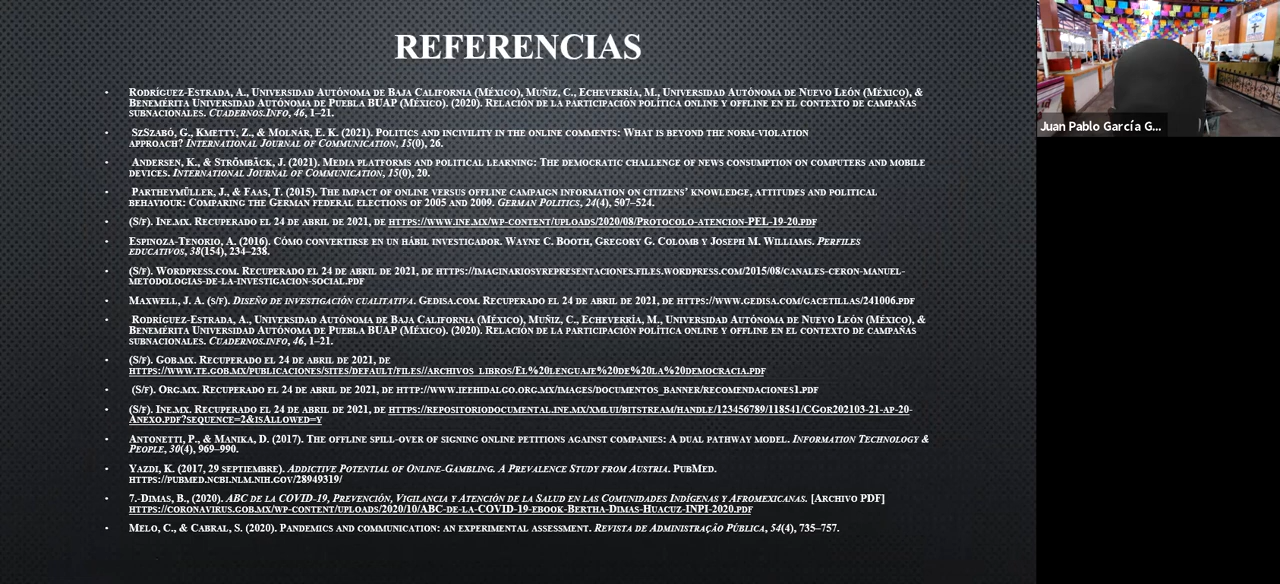 REFERENCIAS
• RODRÍGUEZ-ESTRADA, A., UNIVERSIDAD AUTÓNOMA DE BAJA CALIFORNIA (MÉXICO), MUÑIZ, C., ECHEVERRÍA, M., UNIVERSIDAD AUTÓNOMA DE NUEVO LEÓN (MÉXICO), &
BENEMÉRITA UNIVERSIDAD AUTÓNOMA DE PUEBLA BUAP (MÉXICO). (2020). RELACIÓN DE LA PARTICIPACIÓN POLÍTICA ONLINE Y OFFLINE EN EL CONTEXTO DE CAMPAÑAS
SUBNACIONALES. CUADERNOS.INFO, 46, 1–21.
• SZSZABÓ, G., KMETTY, Z., & MOLNÁR, E. K. (2021). POLITICS AND INCIVILITY IN THE ONLINE COMMENTS: WHAT IS BEYOND THE NORM-VIOLATION
APPROACH? INTERNATIONAL JOURNAL OF COMMUNICATION, 15(0), 26.
• ANDERSEN, K., & STRÖMBÄCK, J. (2021). MEDIA PLATFORMS AND POLITICAL LEARNING: THE DEMOCRATIC CHALLENGE OF NEWS CONSUMPTION ON COMPUTERS AND MOBILE
DEVICES. INTERNATIONAL JOURNAL OF COMMUNICATION, 15(0), 20.
• PARTHEYMÜLLER, J., & FAAS, T. (2015). THE IMPACT OF ONLINE VERSUS OFFLINE CAMPAIGN INFORMATION ON CITIZENS' KNOWLEDGE, ATTITUDES AND POLITICAL
BEHAVIOUR: COMPARING THE GERMAN FEDERAL ELECTIONS OF 2005 AND 2009. GERMAN POLITICS, 24(4), 507–524.
• (S/F). INE.MX. RECUPERADO EL 24 DE ABRIL DE 2021, DE HTTPS://WWW.INE.MX/WP-CONTENT/UPLOADS/2020/08/PROTOCOLO-ATENCION-PEL-19-20.PDF
• ESPINOZA-TENORIO, A. (2016). CÓMO CONVERTIRSE EN UN HÁBIL INVESTIGADOR. WAYNE C. BOOTH, GREGORY G. COLOMB Y JOSEPH M. WILLIAMS. PERFILES
EDUCATIVOS, 38(154), 234–238.
• (S/F). WORDPRESS.COM. RECUPERADO EL 24 DE ABRIL DE 2021, DE HTTPS://IMAGINARIOSYREPRESENTACIONES.FILES.WORDPRESS.COM/2015/08/CANALES-CERON-MANUEL-
METODOLOGIAS-DE-LA-INVESTIGACION-SOCIAL.PDF
• MAXWELL, J. A. (S/F). DISEÑO DE INVESTIGACIÓN CUALITATIVA. GEDISA.COM. RECUPERADO EL 24 DE ABRIL DE 2021, DE HTTPS://WWW.GEDISA.COM/GACETILLAS/241006.PDF
• RODRÍGUEZ-ESTRADA, A., UNIVERSIDAD AUTÓNOMA DE BAJA CALIFORNIA (MÉXICO), MUÑIZ, C., ECHEVERRÍA, M., UNIVERSIDAD AUTÓNOMA DE NUEVO LEÓN (MÉXICO), &
BENEMÉRITA UNIVERSIDAD AUTÓNOMA DE PUEBLA BUAP (MÉXICO). (2020). RELACIÓN DE LA PARTICIPACIÓN POLÍTICA ONLINE Y OFFLINE EN EL CONTEXTO DE CAMPAÑAS
SUBNACIONALES. CUADERNOS.INFO, 46, 1–21.
• (S/F). GOB.MX. RECUPERADO EL 24 DE ABRIL DE 2021, DE
HTTPS://WWW.TE.GOB.MX/PUBLICACIONES/SITES/DEFAULT/FILES//ARCHIVOS_LIBROS/EL%20LENGUAJE%20DE%20LA%20DEMOCRACIA.PDF
• (S/F). ORG.MX. RECUPERADO EL 24 DE ABRIL DE 2021, DE HTTP://WWW.IEEHIDALGO.ORG.MX/IMAGES/DOCUMENTOS_BANNER/RECOMENDACIONES1.PDF
• (S/F). INE.MX. RECUPERADO EL 24 DE ABRIL DE 2021, DE HTTPS://REPOSITORIODOCUMENTAL.INE.MX/XMLUI/BITSTREAM/HANDLE/123456789/118541/CGOR202103-21-AP-20-
ANEXO.PDF?SEQUENCE=2&ISALLOWED=Y
• ANTONETTI, P., & MANIKA, D. (2017). THE OFFLINE SPILL-OVER OF SIGNING ONLINE PETITIONS AGAINST COMPANIES: A DUAL PATHWAY MODEL. INFORMATION TECHNOLOGY &
PEOPLE, 30(4), 969–990.
• YAZDI, K. (2017, 29 SEPTIEMBRE). ADDICTIVE POTENTIAL OF ONLINE-GAMBLING. A PREVALENCE STUDY FROM AUSTRIA. PUBMED.
HTTPS://PUBMED.NCBI.NLM.NIH.GOV/28949319/
• 7.-DIMAS, B., (2020). ABC DE LA COVID-19, PREVENCIÓN, VIGILANCIA Y ATENCIÓN DE LA SALUD EN LAS COMUNIDADES INDÍGENAS Y AFROMEXICANAS. [ARCHIVO PDF]
HTTPS://CORONAVIRUS.GOB.MX/WP-CONTENT/UPLOADS/2020/10/ABC-DE-LA-COVID-19-EBOOK-BERTHA-DIMAS-HUACUZ-INPI-2020.PDF
• MELO, C., & CABRAL, S. (2020). PANDEMICS AND COMMUNICATION: AN EXPERIMENTAL ASSESSMENT. REVISTA DE ADMINISTRAÇÃO PÚBLICA, 54(4), 735–757.
Juan Pablo García G...